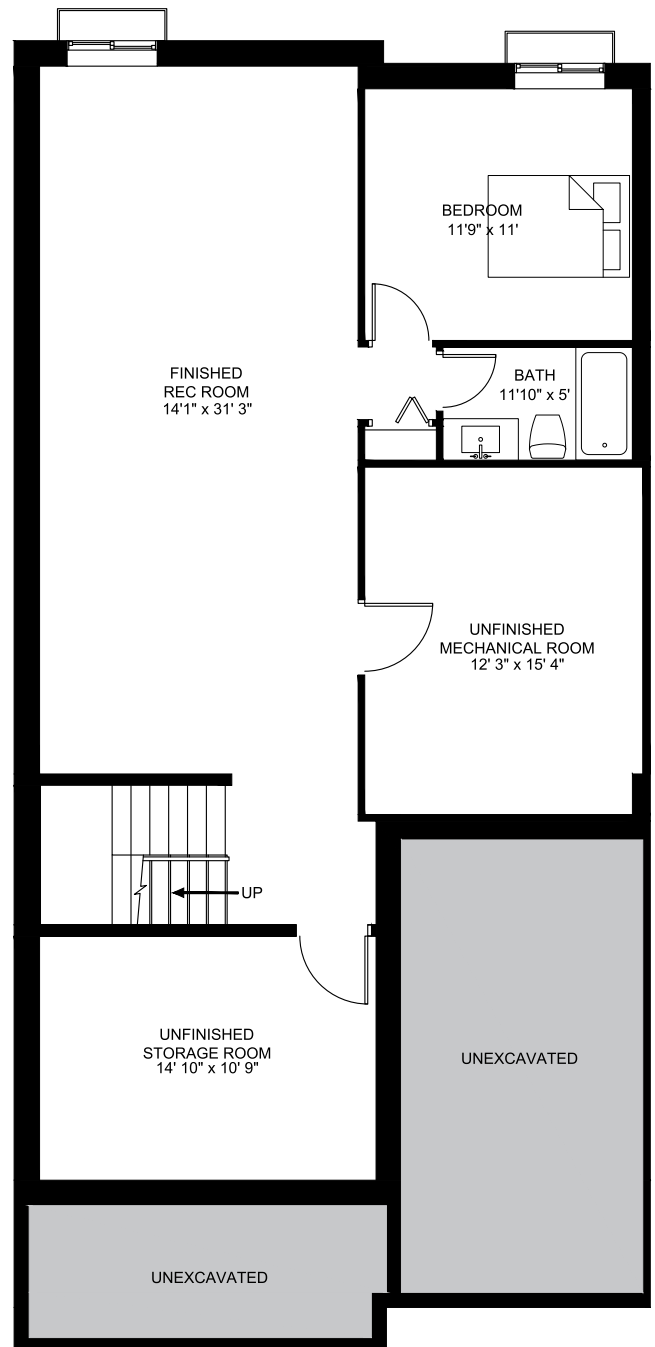 BEDROOM
11'9" x 11'
FINISHED
REC ROOM
14'1" x 31' 3"
BATH
11'10" x 5'
UNFINISHED
MECHANICAL ROOM
12' 3" x 15' 4"
UP
UNFINISHED
STORAGE ROOM
14' 10" x 10' 9"
UNEXCAVATED
UNEXCAVATED